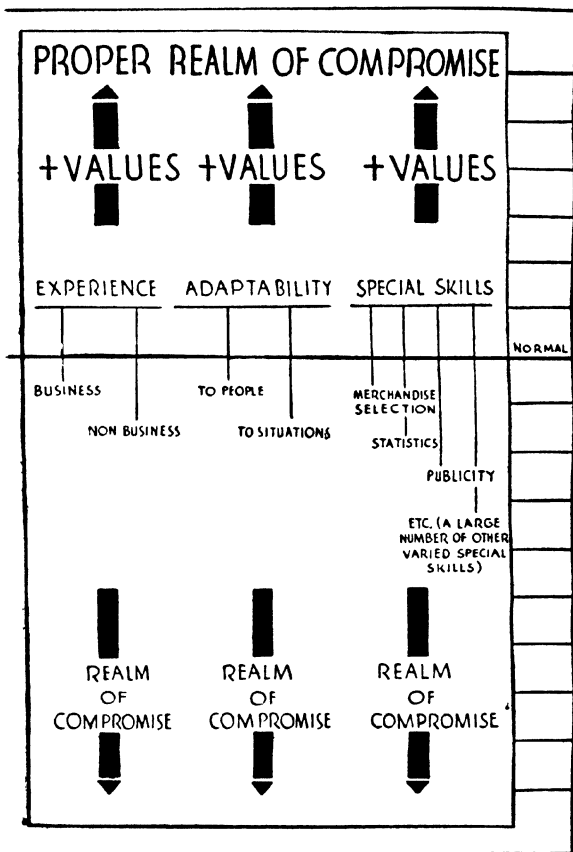 PROPER REALM OF COMPROMISE
+VALUES +VALUES +VALUES
EXPERIENCE ADAPTABILITY SPECIAL SKILLS
NORMAL
BUSINESS
NON BUSINESS
TO PEOPLE
TO SITUATIONS
MERCHANDISE
SELECTION
STATISTICS
PUBLICITY
ETC. (A LARGE
NUMBER OF OTHER
VARIED SPECIAL
SKILLS)
REALM
OF
COMPROMISE
REALM
OF
COMPROMISE
REALM
OF
COMPROMISE